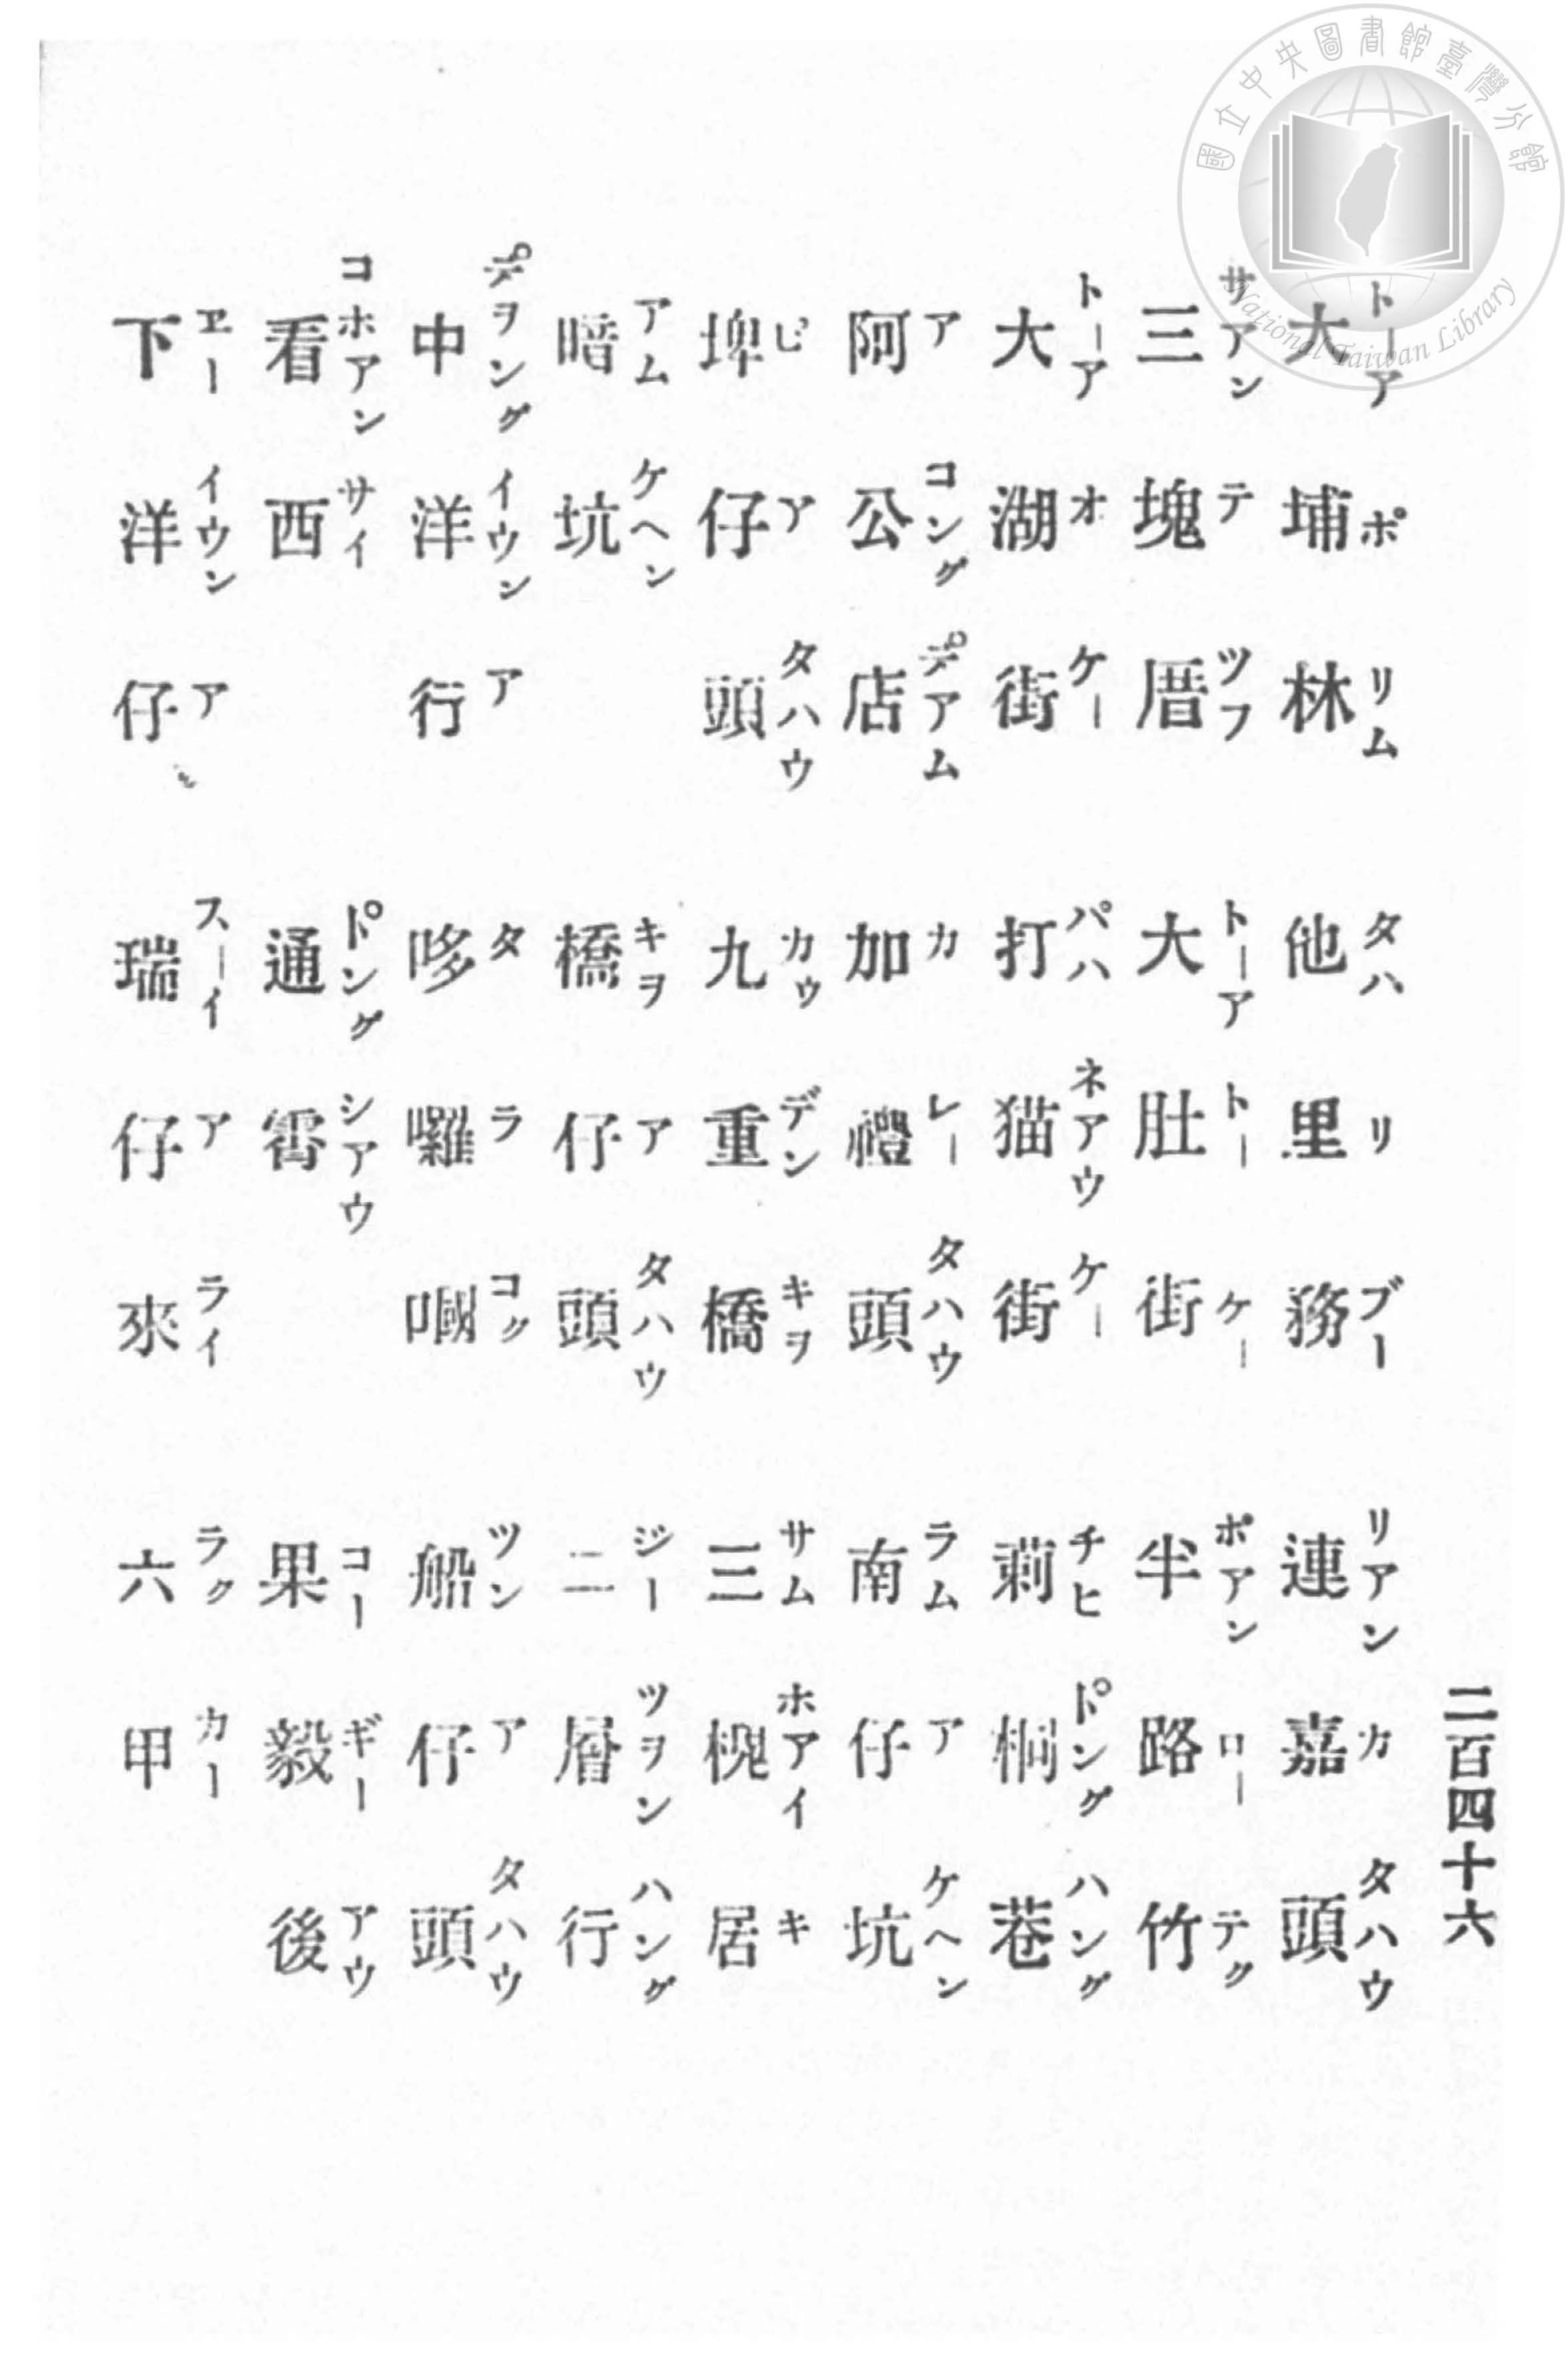 國立中央圖書館臺灣分館
National Taiwan Library
二百四十六
大トーア 埔ポ 林リム
三サアン 塊テ 厝ツフ
大トーア 湖オ 街ケー
阿ア 公コング 店テ゚アム
埤ピ 仔ア 頭タハウ
暗アム 坑ケヘン
中テ゚ヲング 洋イウン 行ア
看コホアン 西サイ
下ヱー 洋イウン 仔ア
他タハ 里リ 務ブー
大トーア 肚トー 街ケー
打パハ 猫ネアウ 街ケー
加カ 禮レー 頭タハウ
九カゥ 重デン 橋キヲ
橋キヲ 仔ア 頭タハウ
哆タ 囉ラ 嘓コク
通ト゚ング 霄シアウ
瑞スーイ 仔ア 來ライ
連リアン 嘉カ 頭タハウ
半ポアン 路ロー 竹テク
莿チヒ 桐ト゚ング 巷ハング
南ラム 仔ア 坑ケヘン
三サム 槐ホアイ 居キ
二ジー 層ツヲン 行ハング
船ツン 仔ア 頭タハウ
果コー 毅ギー 後アウ
六ラク 甲カー